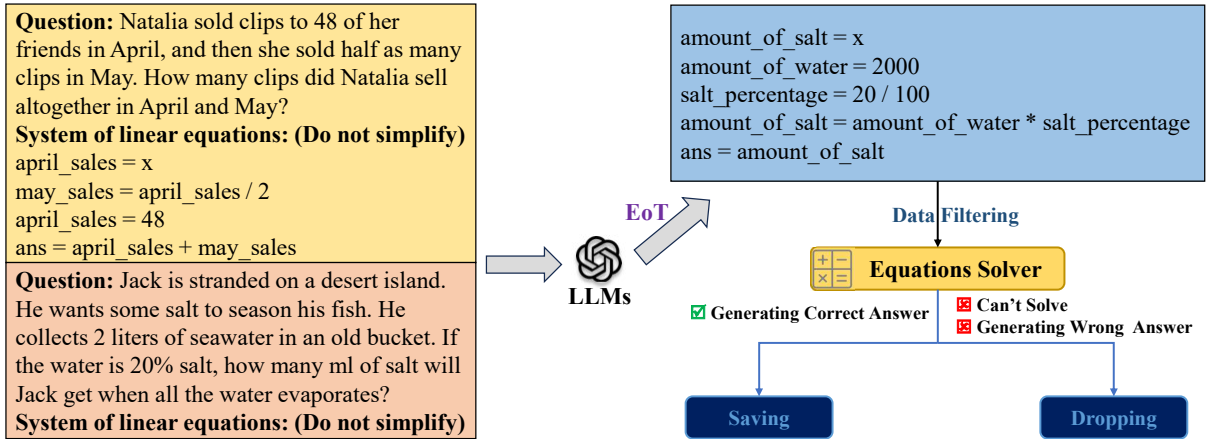 Question: Natalia sold clips to 48 of her
friends in April, and then she sold half as many
clips in May. How many clips did Natalia sell
altogether in April and May?
System of linear equations: (Do not simplify)
april_sales = x
may_sales = april_sales / 2
april_sales = 48
ans = april_sales + may_sales
Question: Jack is stranded on a desert island.
He wants some salt to season his fish. He
collects 2 liters of seawater in an old bucket. If
the water is 20% salt, how many ml of salt will
Jack get when all the water evaporates?
System of linear equations: (Do not simplify)
LLMs
EoT
amount_of_salt = x
amount_of_water = 2000
salt_percentage = 20 / 100
amount_of_salt = amount_of_water * salt_percentage
ans = amount_of_salt
Data Filtering
Equations Solver
Generating Correct Answer
Can't Solve
Generating Wrong Answer
Saving
Dropping